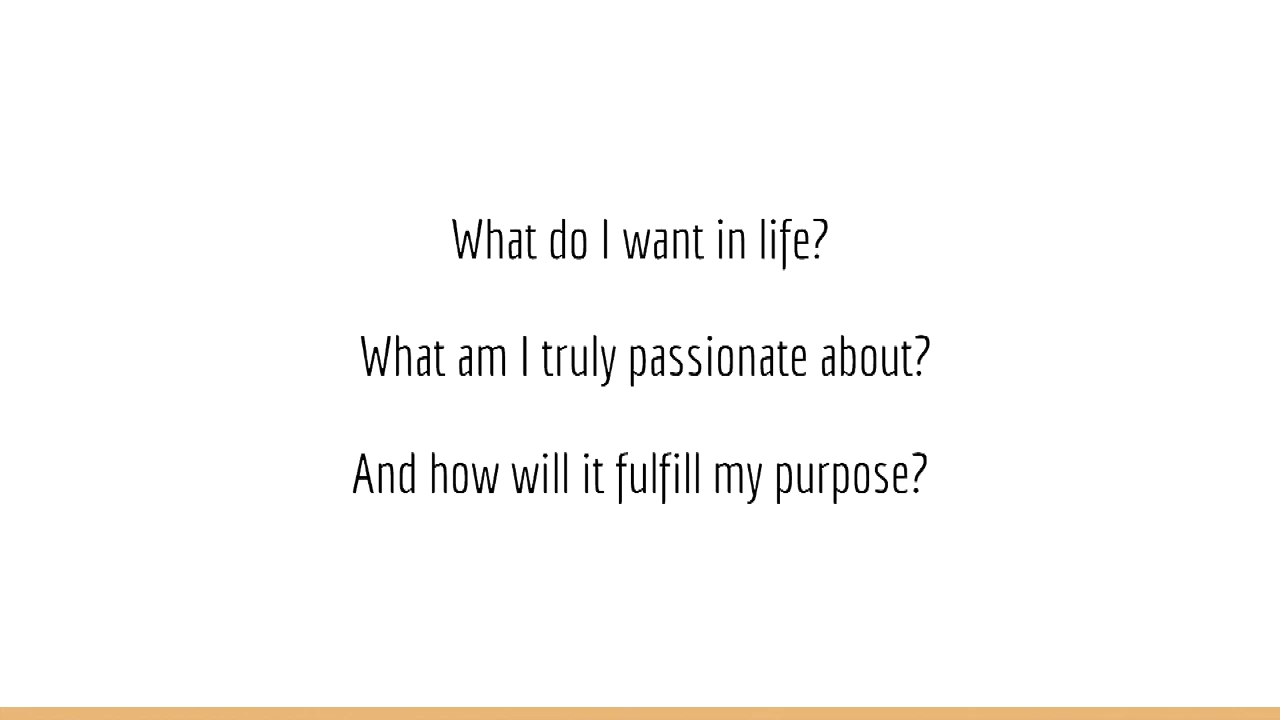 What do I want in life?
What am I truly passionate about?
And how will it fulfill my purpose?